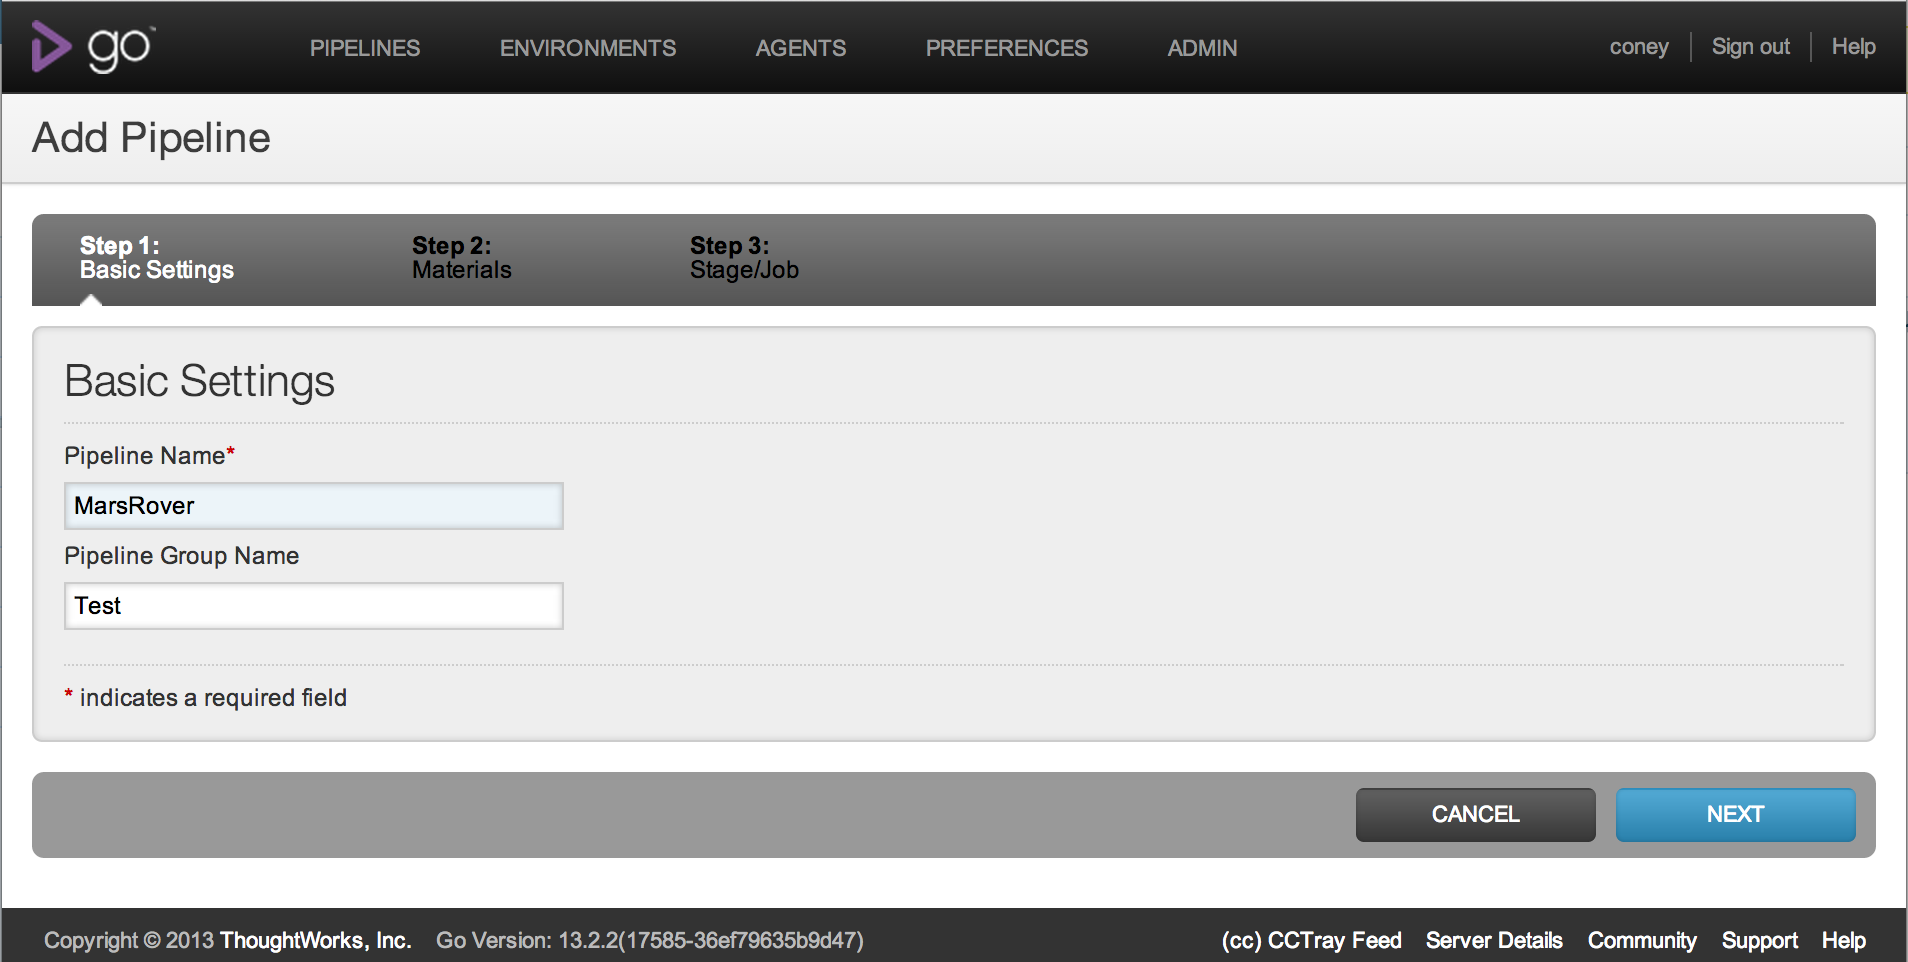 go™
PIPELINES ENVIRONMENTS AGENTS PREFERENCES ADMIN coney Sign out Help
Add Pipeline
Step 1: Step 2: Step 3:
Basic Settings Materials Stage/Job
Basic Settings
Pipeline Name*
MarsRover
Pipeline Group Name
Test
* indicates a required field
CANCEL NEXT
Copyright © 2013 ThoughtWorks, Inc. Go Version: 13.2.2(17585-36ef79635b9d47) (cc) CCTray Feed Server Details Community Support Help